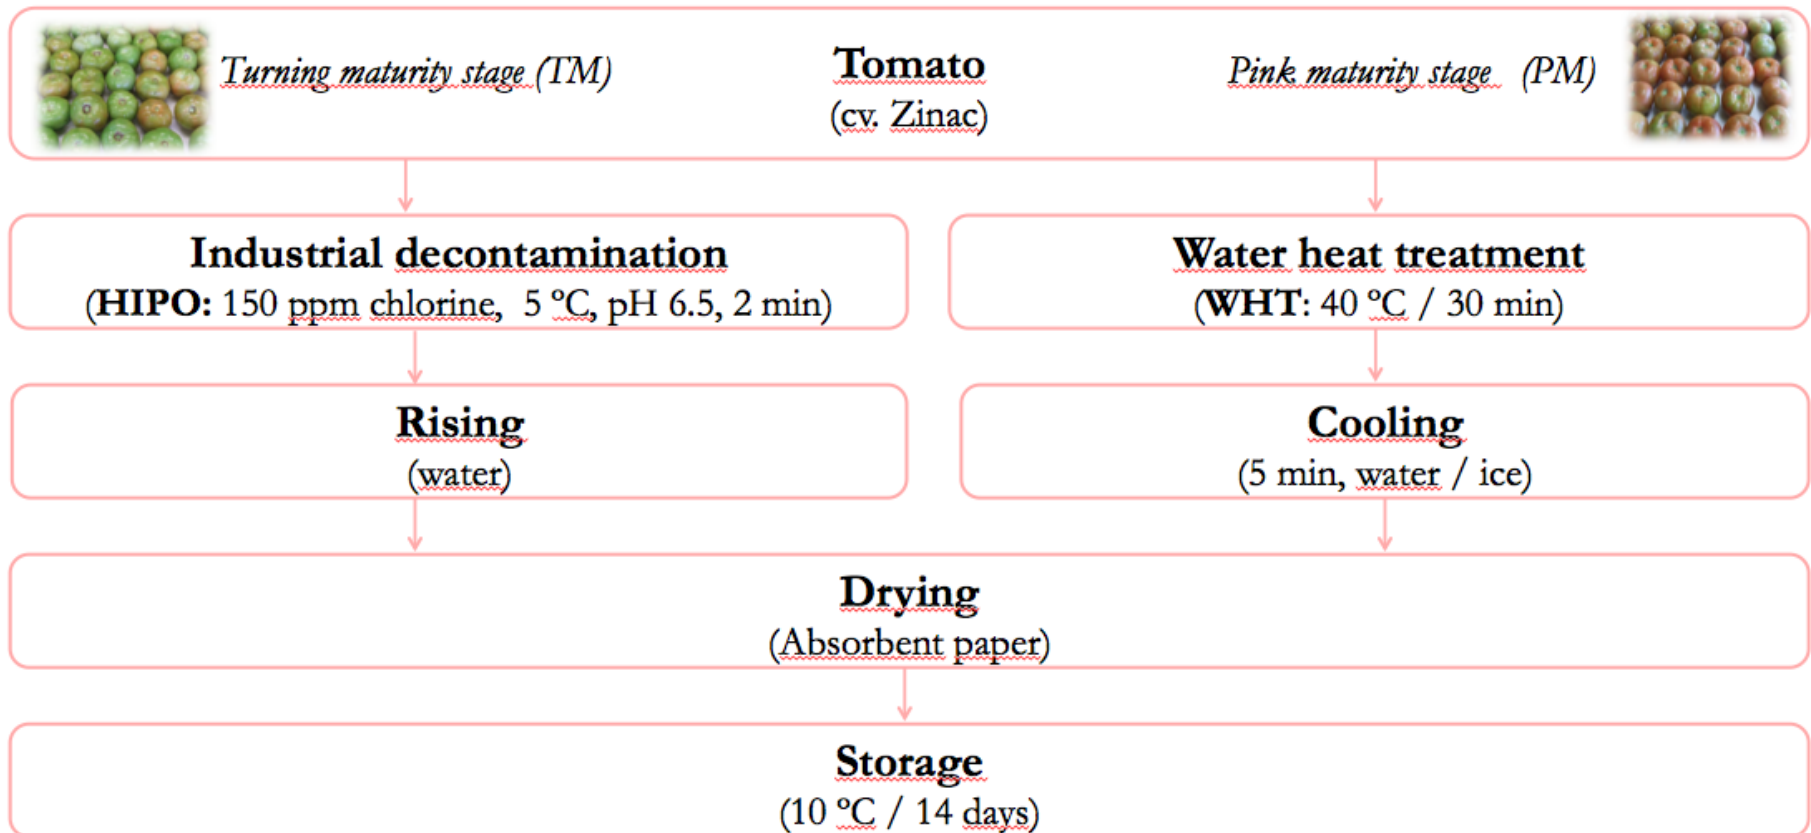 Turning maturity stage (TM)
Tomato
(cv. Zinac)
Pink maturity stage (PM)
Industrial decontamination
(HIPO: 150 ppm chlorine, 5 ºC, pH 6.5, 2 min)
Water heat treatment
(WHT: 40 ºC / 30 min)
Rising
(water)
Cooling
(5 min, water / ice)
Drying
(Absorbent paper)
Storage
(10 ºC / 14 days)